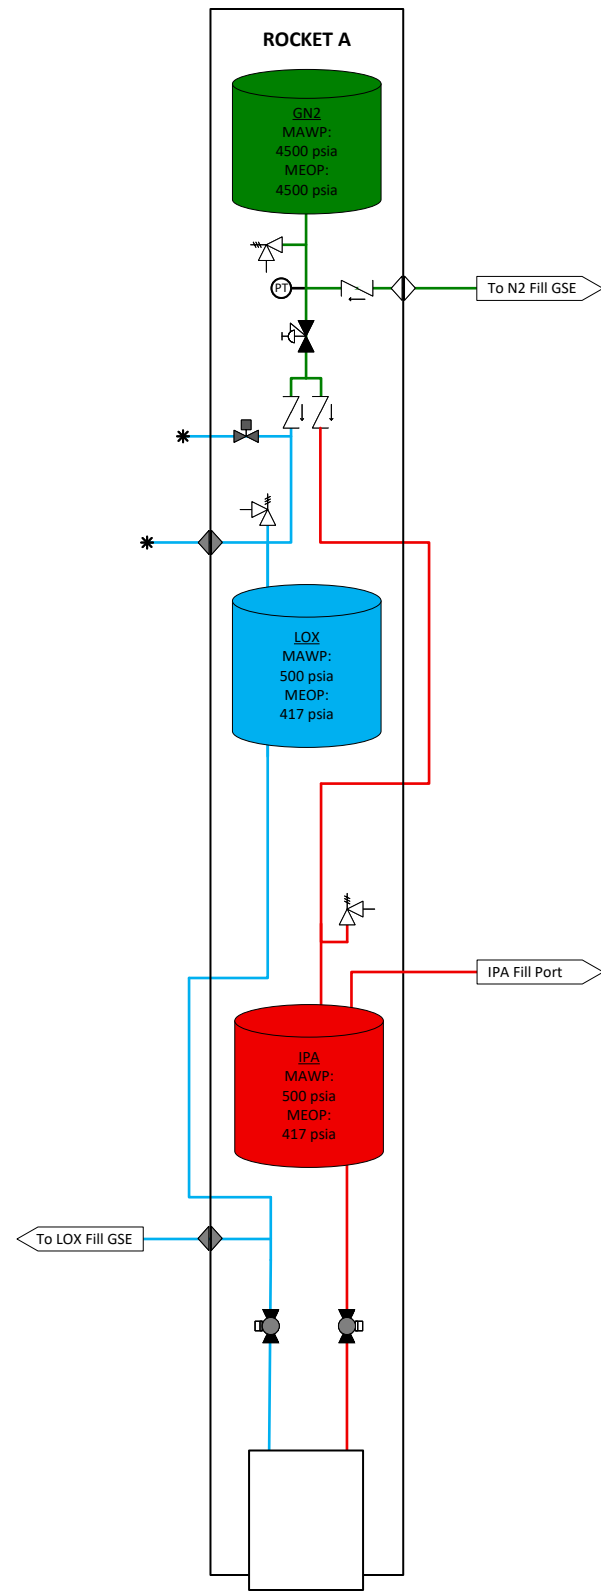 ROCKET A
GN2
MAWP:
4500 psia
MEOP:
4500 psia
PT
To N2 Fill GSE
LOX
MAWP:
500 psia
MEOP:
417 psia
IPA Fill Port
IPA
MAWP:
500 psia
MEOP:
417 psia
To LOX Fill GSE